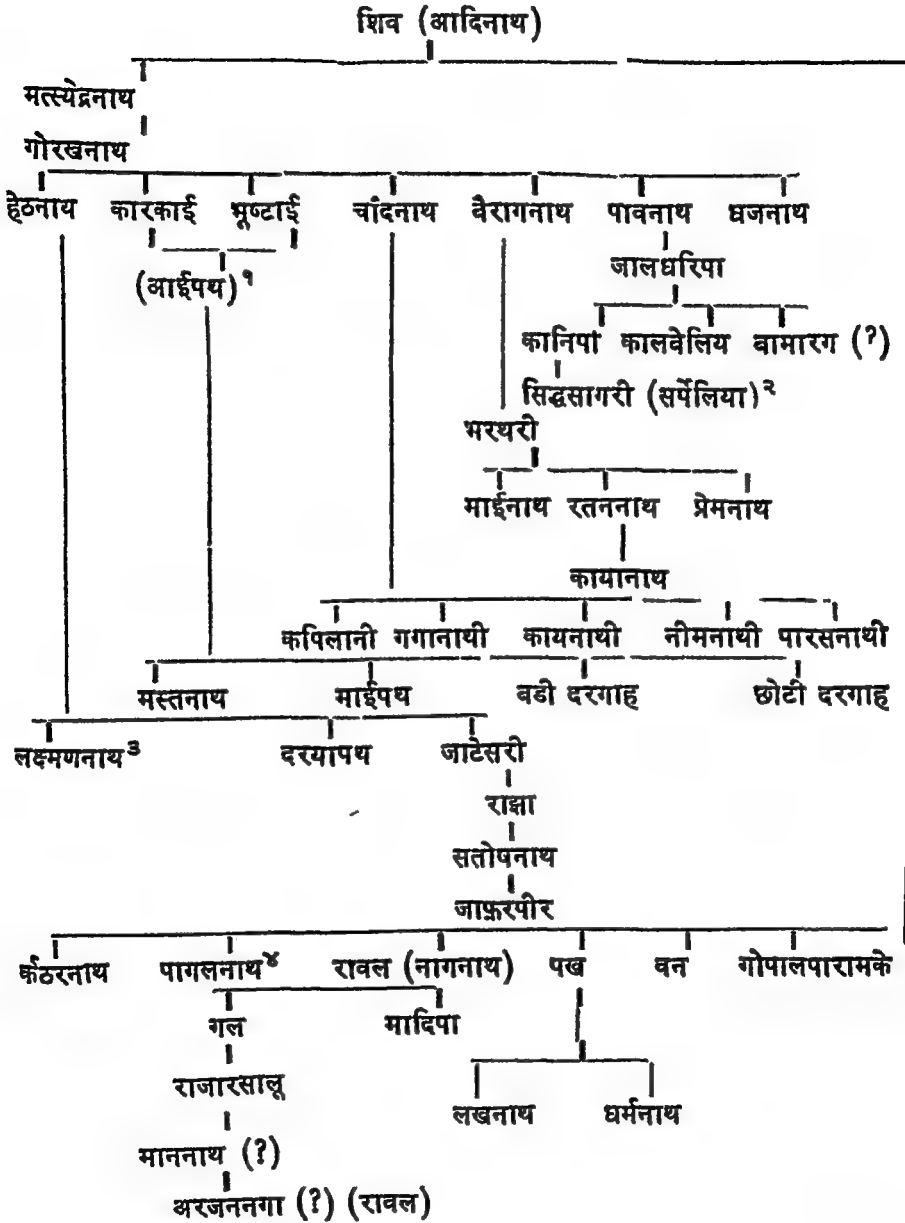 शिव (आदिनाथ)
मत्स्येद्रनाथ
गोरखनाथ
हेठनाथ कारकाई भूष्टाई चाँदनाथ वैरागनाथ पावनाथ धजनाथ
(आईपथ)¹ जालधरिपा
कानिपा कालवेलिय बामारग (?)
सिद्धसागरी (सर्पेलिया)²
भरथरी
माईनाथ रतननाथ प्रेमनाथ
कायानाथ
कपिलानी गगानाथी कायनाथी नीमनाथी पारसनाथी
मस्तनाथ माईपथ बडी दरगाह छोटी दरगाह
लक्ष्मणनाथ³ दरयापथ जाटेसरी
राझा
सतोषनाथ
जाफ़रपीर
कंठरनाथ पागलनाथ⁴ रावल (नागनाथ) पख वन गोपालपारामके
गल मादिपा
राजारसालू
लखनाथ धर्मनाथ
माननाथ (?)
अरजननगा (?) (रावल)